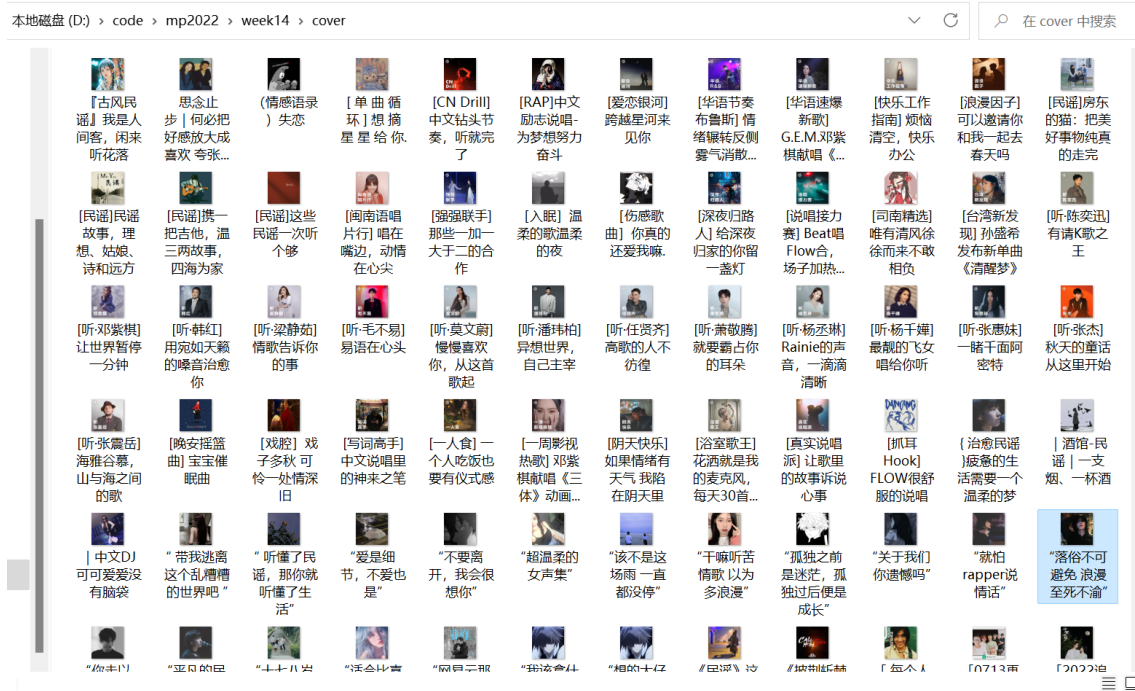 本地磁盘 (D:) › code › mp2022 › week14 › cover
在 cover 中搜索
『古风民谣』我是人间客，闲来听花落
思念止步 | 何必把好感放大成喜欢 夸张...
（情感语录）失恋
[ 单 曲 循 环 ] 想 摘 星 星 给 你.
[CN Drill] 中文钻头节奏，听就完了
[RAP]中文励志说唱-为梦想努力奋斗
[爱恋银河] 跨越星河来见你
[华语节奏布鲁斯] 情绪辗转反侧 雾气消散...
[华语速爆新歌] G.E.M.邓紫棋献唱《...
[快乐工作指南] 烦恼清空，快乐办公
[浪漫因子] 可以邀请你和我一起去春天吗
[民谣]房东的猫：把美好事物纯真的走完
[民谣]民谣故事，理想、姑娘、诗和远方
[民谣]携一把吉他，温三两故事，四海为家
[民谣]这些民谣一次听个够
[闽南语唱片行] 唱在嘴边，动情在心尖
[强强联手] 那些一加一大于二的合作
[入眠] 温柔的歌温柔的夜
[伤感歌曲] 你真的还爱我嘛.
[深夜归路人] 给深夜归家的你留一盏灯
[说唱接力赛] Beat唱Flow合，场子加热...
[司南精选] 唯有清风徐徐而来不敢相负
[台湾新发现] 孙盛希发布新单曲《清醒梦》
[听·陈奕迅] 有请K歌之王
[听·邓紫棋] 让世界暂停一分钟
[听·韩红] 用宛如天籁的嗓音治愈你
[听·梁静茹] 情歌告诉你的事
[听·毛不易] 易语在心头
[听·莫文蔚] 慢慢喜欢你，从这首歌起
[听·潘玮柏] 异想世界，自己主宰
[听·任贤齐] 高歌的人不彷徨
[听·萧敬腾] 就要霸占你的耳朵
[听·杨丞琳] Rainie的声音，一滴滴清晰
[听·杨千嬅] 最靓的飞女唱给你听
[听·张惠妹] 一睹千面阿密特
[听·张杰] 秋天的童话从这里开始
[听·张震岳] 海雅谷慕，山与海之间的歌
[晚安摇篮曲] 宝宝催眠曲
[戏腔] 戏子多秋 可怜一处情深旧
[写词高手] 中文说唱里的神来之笔
[一人食] 一个人吃饭也要有仪式感
[一周影视热歌] 邓紫棋献唱《三体》动画...
[阴天快乐] 如果情绪有天气 我陷在阴天里
[浴室歌王] 花洒就是我的麦克风，每天30首...
[真实说唱派] 让歌里的故事诉说心事
[抓耳Hook] FLOW很舒服的说唱
{ 治愈民谣 }疲惫的生活需要一个温柔的梦
| 酒馆-民谣 | 一支烟、一杯酒
| 中文DJ 可可爱爱没有脑袋
“ 带我逃离这个乱糟糟的世界吧 ”
“ 听懂了民谣，那你就听懂了生活”
“爱是细节，不爱也是”
“不要离开，我会很想你”
“超温柔的女声集”
“该不是这场雨 一直都没停”
“干嘛听苦情歌 以为多浪漫”
“孤独之前是迷茫，孤独过后便是成长”
“关于我们你遗憾吗”
“就怕rapper说情话”
“落俗不可避免 浪漫至死不渝”